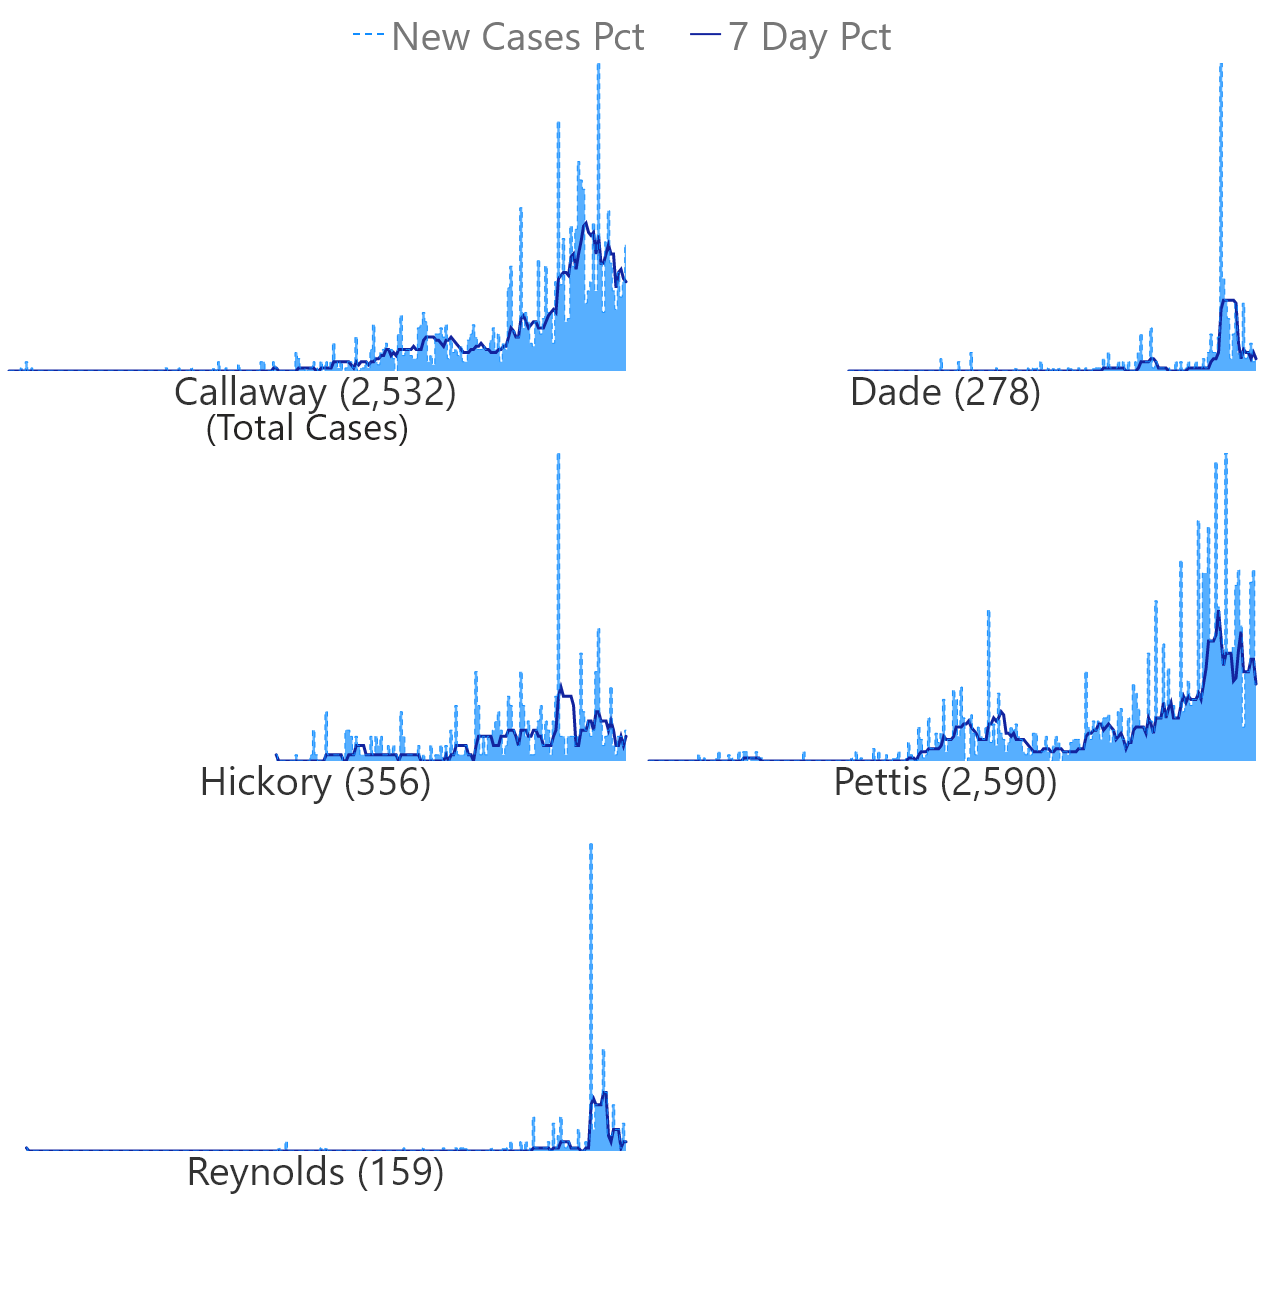 New Cases Pct 7 Day Pct
Callaway (2,532) Dade (278)
(Total Cases)
Hickory (356) Pettis (2,590)
Reynolds (159)